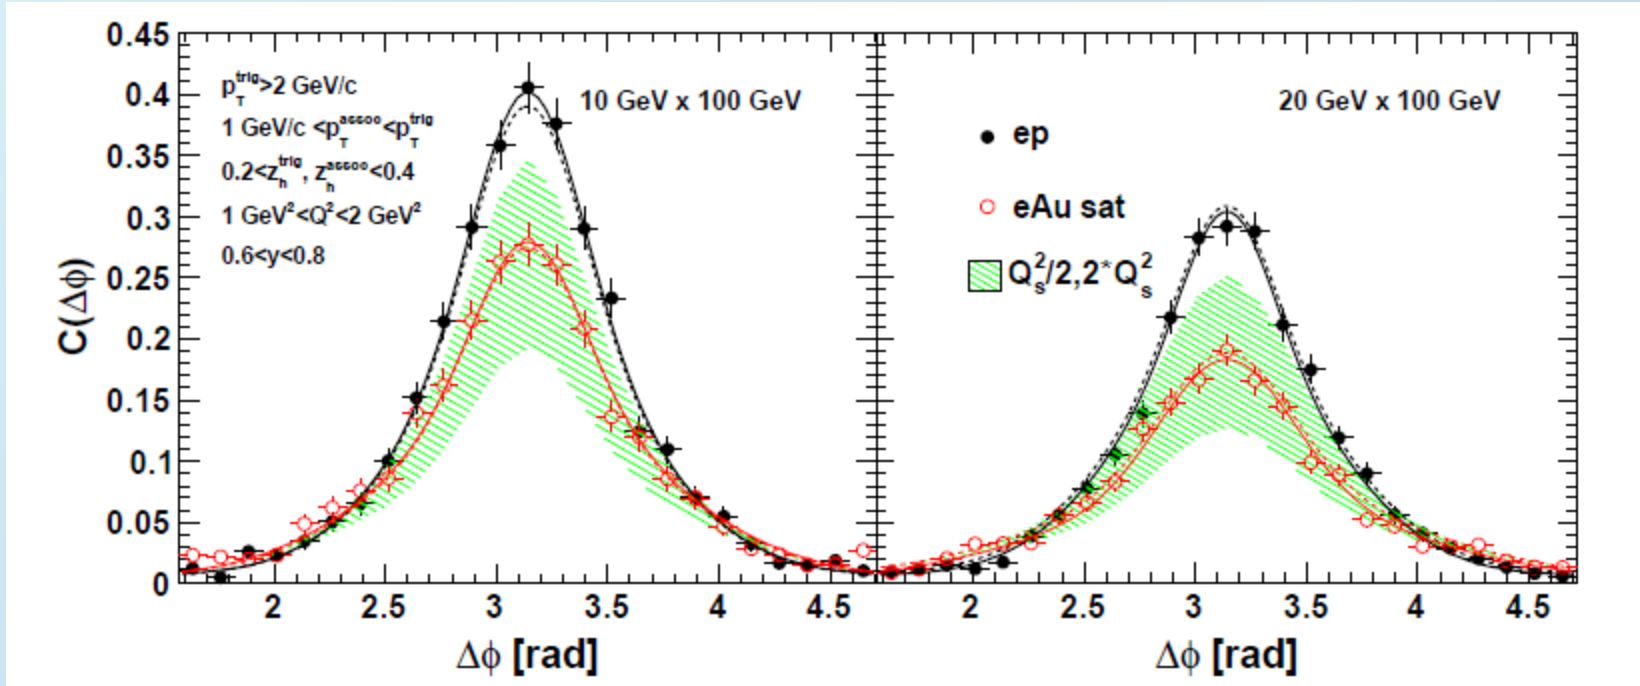 0.45
0.4
0.35
0.3
0.25
0.2
0.15
0.1
0.05
0
C(Δϕ)
p_T^trig>2 GeV/c
1 GeV/c <p_T^assoc<p_T^trig
0.2<z_h^trig, z_h^assoc<0.4
1 GeV²<Q²<2 GeV²
0.6<y<0.8
10 GeV x 100 GeV
2 2.5 3 3.5 4 4.5
Δϕ [rad]
20 GeV x 100 GeV
ep
eAu sat
Q_s^2/2,2*Q_s^2
2 2.5 3 3.5 4 4.5
Δϕ [rad]